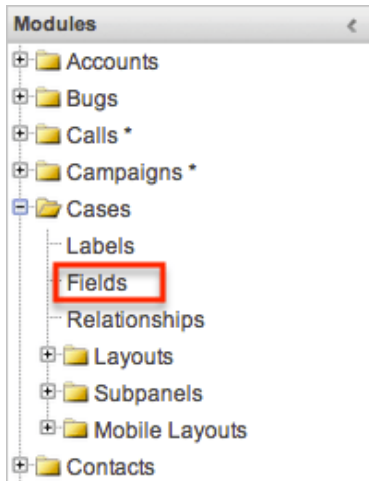 Modules <
Accounts
Bugs
Calls *
Campaigns *
Cases
Labels
Fields
Relationships
Layouts
Subpanels
Mobile Layouts
Contacts